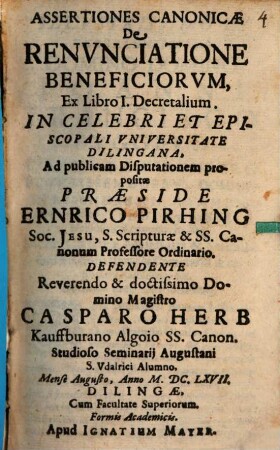 4
ASSERTIONES CANONICÆ
De
RENVNCIATIONE
BENEFICIORVM,
Ex Libro I. Decretalium.
IN CELEBRI ET EPI-
SCOPALI VNIVERSITATE
DILINGANA,
Ad publicam Disputationem pro-
positæ
PRÆSIDE
ERNRICO PIRHING
Soc. JESU, S. Scripturæ & SS. Ca-
nonum Professore Ordinario.
DEFENDENTE
Reverendo & doctissimo Do-
mino Magistro
CASPARO HERB
Kauffburano Algoio SS. Canon.
Studioso Seminarij Augustani
S. Vdalrici Alumno.
Mense Augusto, Anno M. DC. LXVII.
DILINGÆ,
Cum Facultate Superiorum.
Formis Academicis.
Apud IGNATIUM MAYER.